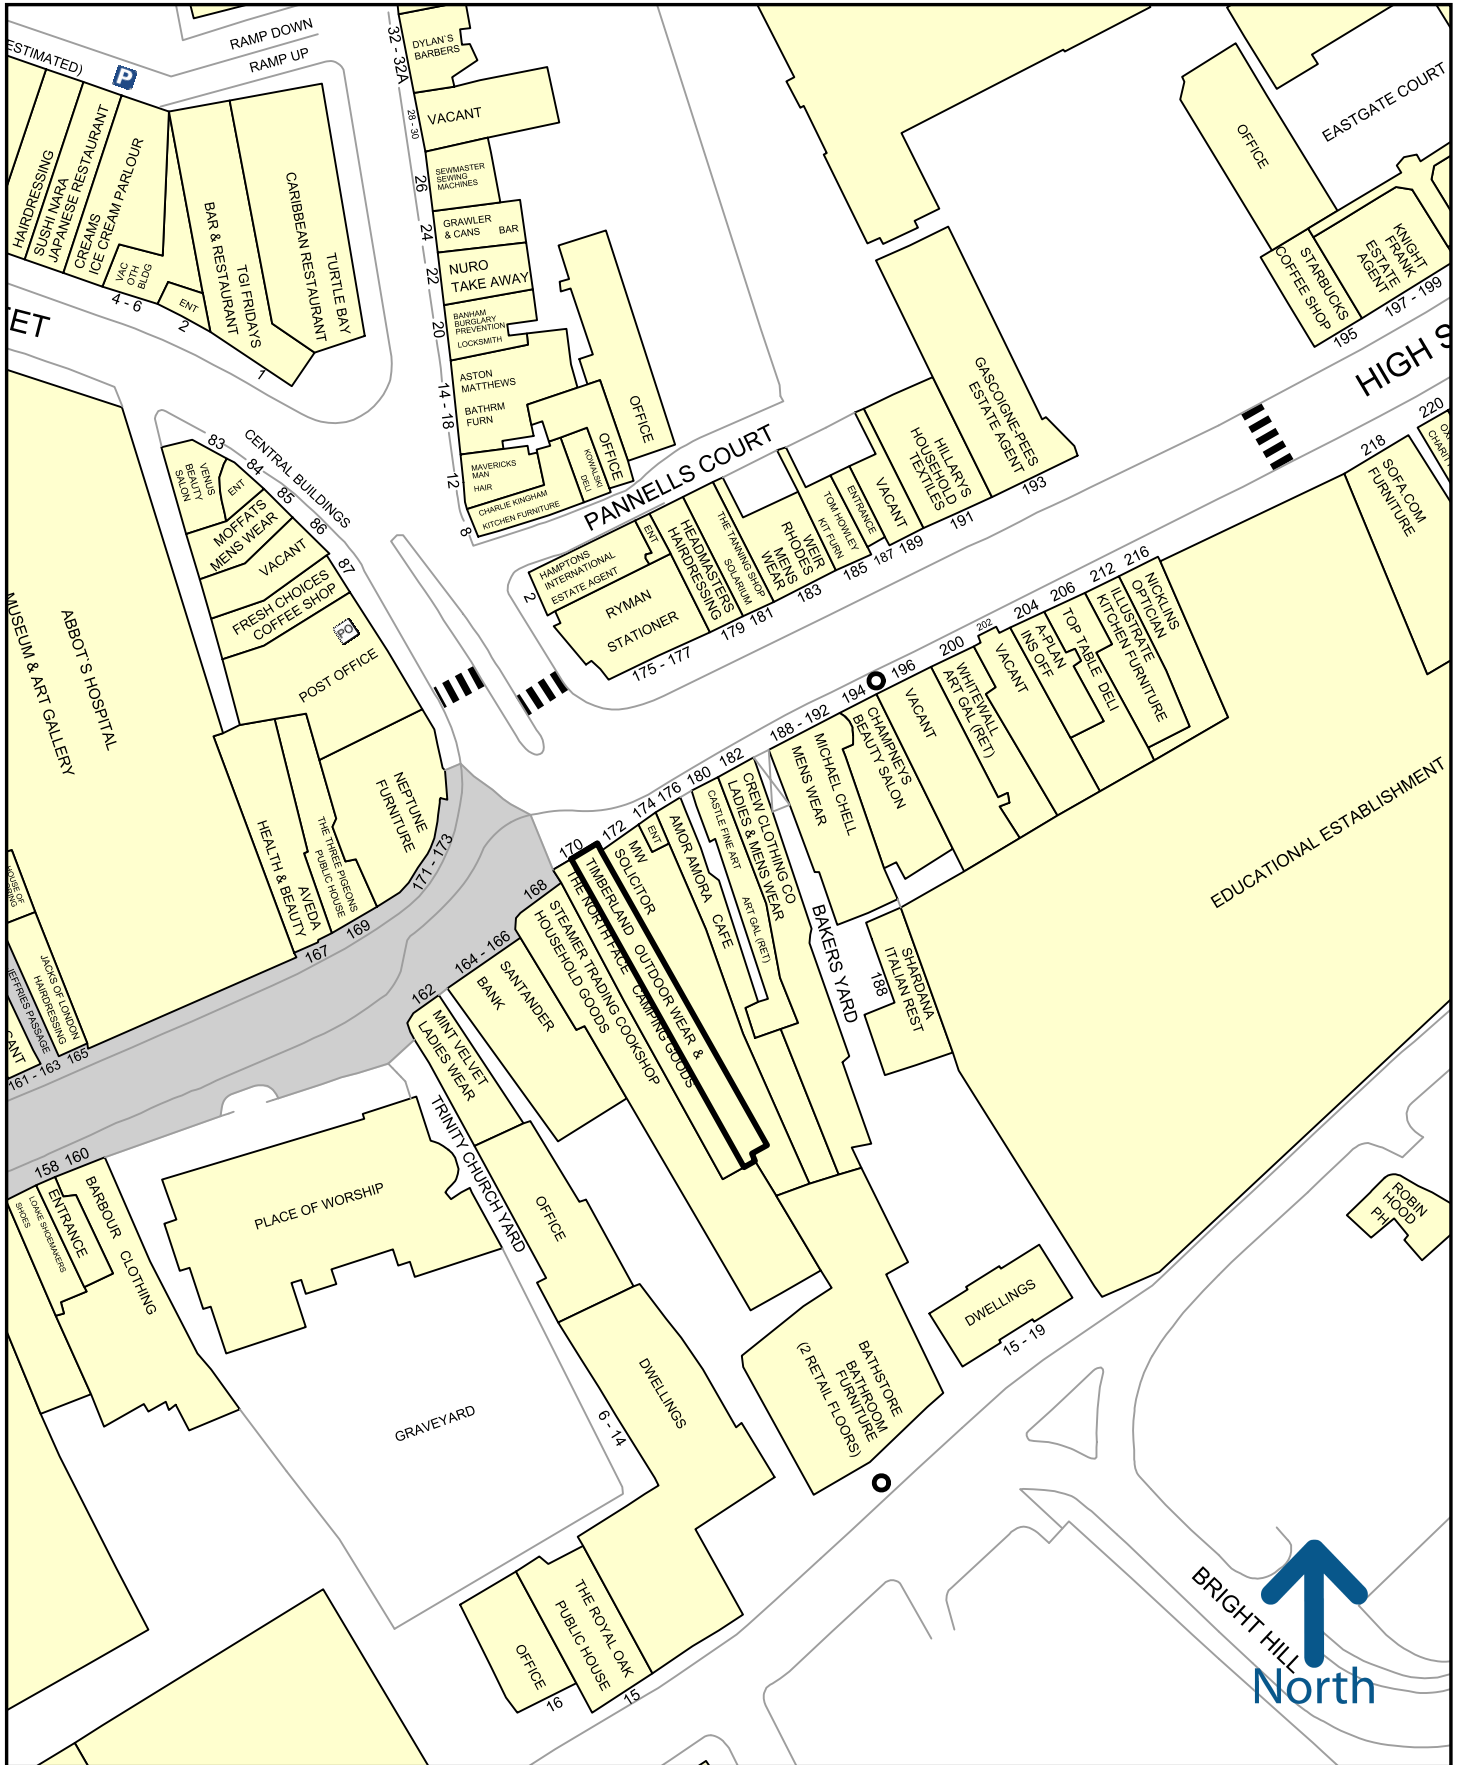 ESTIMATED)
P
RAMP DOWN
RAMP UP
32 - 32A
DYLAN`S
BARBERS
28 - 30
VACANT
26
SEWMASTER
SEWING
MACHINES
24
GRAWLER
& CANS BAR
22
NURO
TAKE AWAY
20
BANHAM
BURGLARY
PREVENTION
LOCKSMITH
14 - 18
ASTON
MATTHEWS
BATHRM
FURN
12
MAVERICKS
MAN
HAIR
8
CHARLIE KINGHAM
KITCHEN FURNITURE
KOWALSKI
DELI
OFFICE
OFFICE
HAIRDRESSING
SUSHI NARA
JAPANESE RESTAURANT
CREAMS
ICE CREAM PARLOUR
VAC
OTH
BLDG
4 - 6
ENT
2
TGI FRIDAYS
BAR & RESTAURANT
1
TURTLE BAY
CARIBBEAN RESTAURANT
ET
OFFICE
EASTGATE COURT
STARBUCKS
COFFEE SHOP
195
KNIGHT
FRANK
ESTATE
AGENT
197 - 199
HIGH S
PANNELLS COURT
2
HAMPTONS
INTERNATIONAL
ESTATE AGENT
ENT
RYMAN
STATIONER
175 - 177
HEADMASTERS
HAIRDRESSING
179
THE TANNING SHOP
SOLARIUM
181
WEIR
RHODES
MENS
WEAR
183
TOM HOWLEY
KIT FURN
185
ENTRANCE
187
VACANT
189
HILLARYS
HOUSEHOLD
TEXTILES
191
GASCOIGNE-PEES
ESTATE AGENT
193
CENTRAL BUILDINGS
83
VENUS
BEAUTY
SALON
84
ENT
85
MOFFATS
MENS WEAR
86
VACANT
87
FRESH CHOICES
COFFEE SHOP
PO
POST OFFICE
ABBOT`S HOSPITAL
MUSEUM & ART GALLERY
NEPTUNE
FURNITURE
171 - 173
THE THREE PIGEONS
PUBLIC HOUSE
169
AVEDA
HEALTH & BEAUTY
167
JACKS OF LONDON
HAIRDRESSING
165
JEFFRIES PASSAGE
161 - 163
220
218
SOFA.COM
FURNITURE
216
NICKLINS
OPTICIAN
212
ILLUSTRATE
KITCHEN FURNITURE
206
TOP TABLE DELI
204
A-PLAN
INS OFF
202
VACANT
200
WHITEWALL
ART GAL (RET)
196
VACANT
194
CHAMPNEYS
BEAUTY SALON
188 - 192
MICHAEL CHELL
MENS WEAR
182
CREW CLOTHING CO
LADIES & MENS WEAR
180
CASTLE FINE ART
ART GAL (RET)
176
AMOR AMORA CAFE
174
ENT
172
MW
SOLICITOR
170
TIMBERLAND OUTDOOR WEAR &
THE NORTH FACE CAMPING GOODS
168
STEAMER TRADING COOKSHOP
HOUSEHOLD GOODS
164 - 166
SANTANDER
BANK
162
MINT VELVET
LADIES WEAR
BAKERS YARD
188
SHARDANA
ITALIAN REST
EDUCATIONAL ESTABLISHMENT
TRINITY CHURCH YARD
158
LOAKE SHOEMAKERS
SHOES
160
ENTRANCE
BARBOUR CLOTHING
PLACE OF WORSHIP
GRAVEYARD
OFFICE
DWELLINGS
6 - 14
BATHSTORE
BATHROOM
FURNITURE
(2 RETAIL FLOORS)
DWELLINGS
15 - 19
ROBIN
HOOD
PH
THE ROYAL OAK
PUBLIC HOUSE
15
OFFICE
16
BRIGHT HILL
North